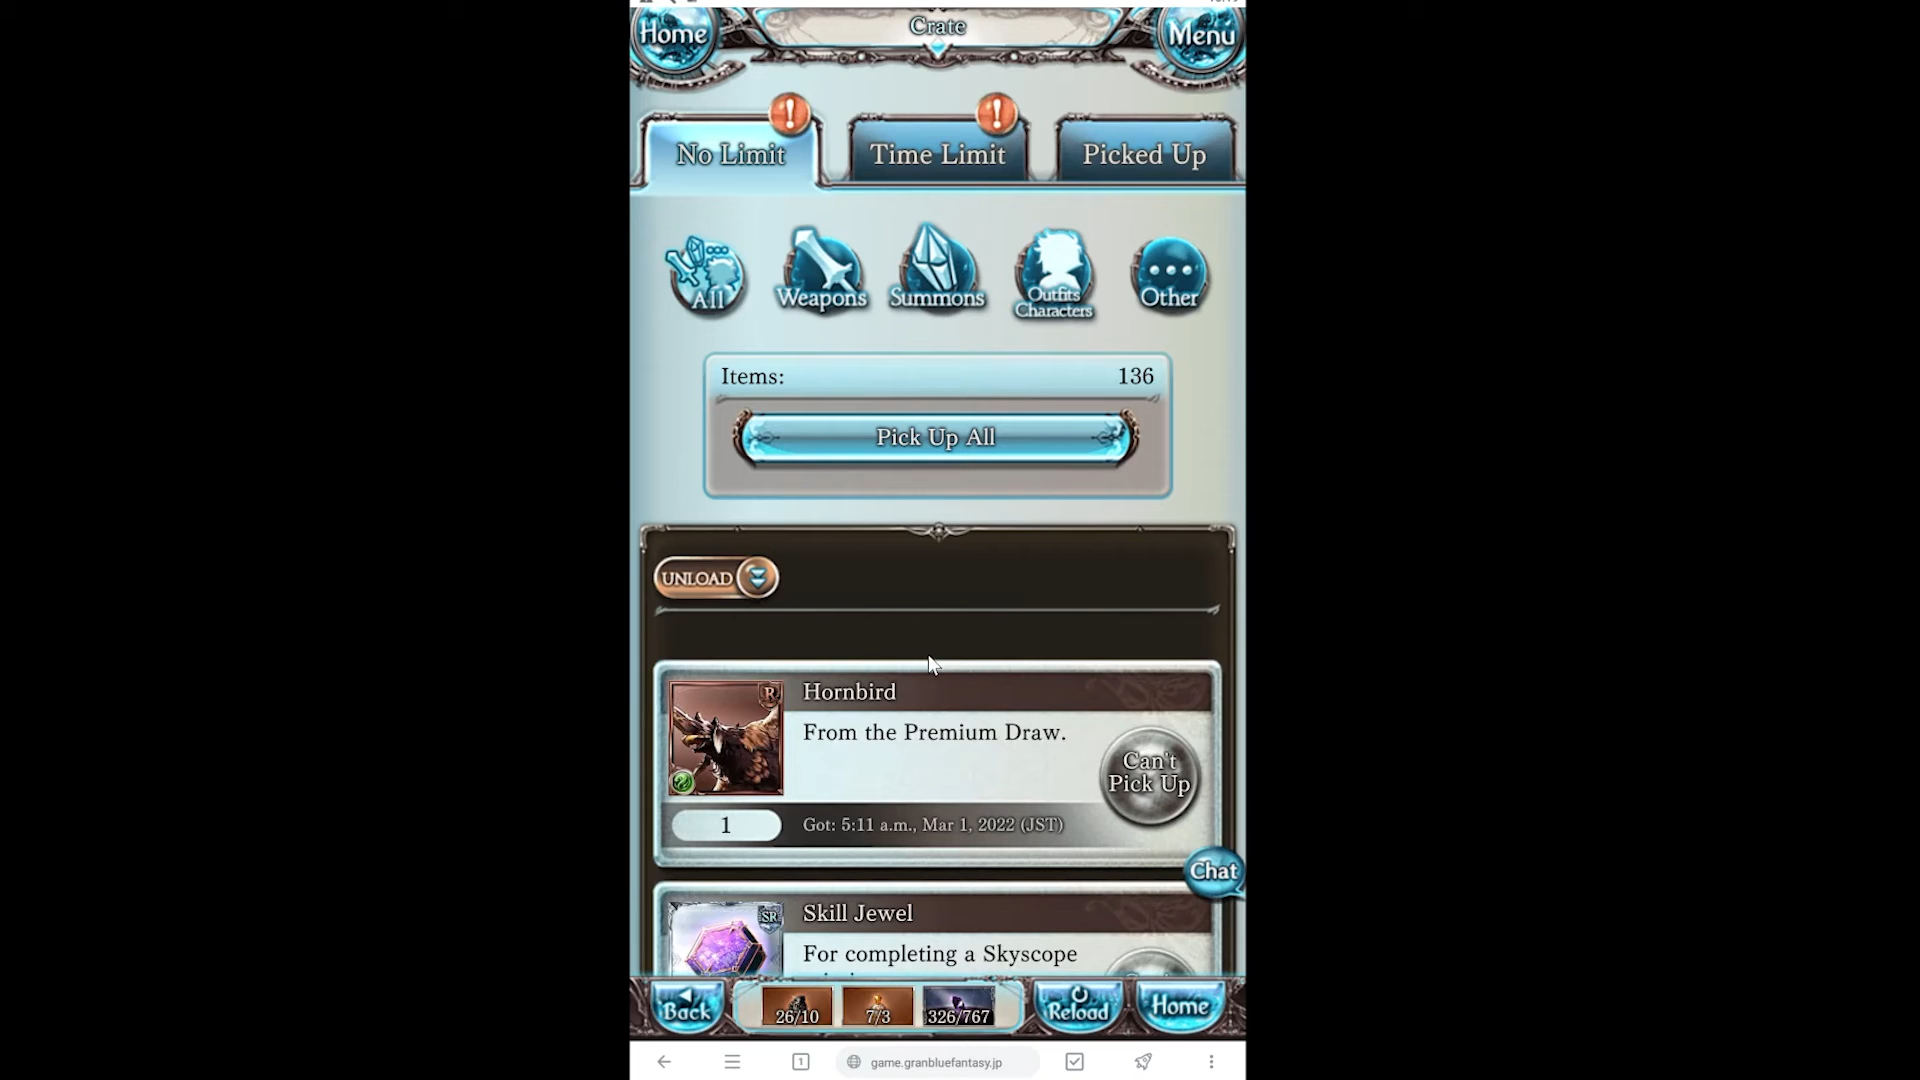 Home
Crate
Menu
No Limit
Time Limit
Picked Up
All
Weapons
Summons
Outfits
Characters
Other
Items: 136
Pick Up All
UNLOAD
R
Hornbird
From the Premium Draw.
Can't
Pick Up
1
Got: 5:11 a.m., Mar 1, 2022 (JST)
Chat
SR
Skill Jewel
For completing a Skyscope
Back
26/10
7/3
326/767
Reload
Home
1
game.granbluefantasy.jp